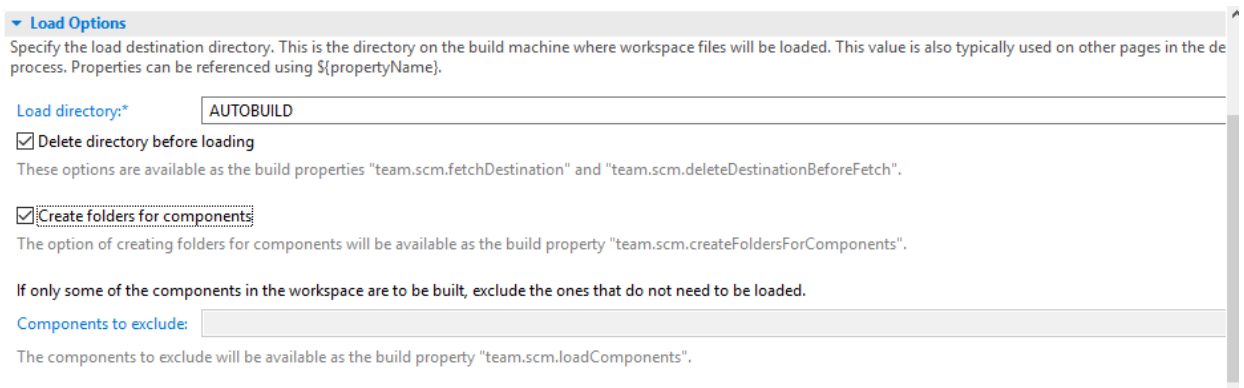 Load Options
Specify the load destination directory. This is the directory on the build machine where workspace files will be loaded. This value is also typically used on other pages in the de
process. Properties can be referenced using ${propertyName}.
Load directory:* AUTOBUILD
Delete directory before loading
These options are available as the build properties "team.scm.fetchDestination" and "team.scm.deleteDestinationBeforeFetch".
Create folders for components
The option of creating folders for components will be available as the build property "team.scm.createFoldersForComponents".
If only some of the components in the workspace are to be built, exclude the ones that do not need to be loaded.
Components to exclude:
The components to exclude will be available as the build property "team.scm.loadComponents".